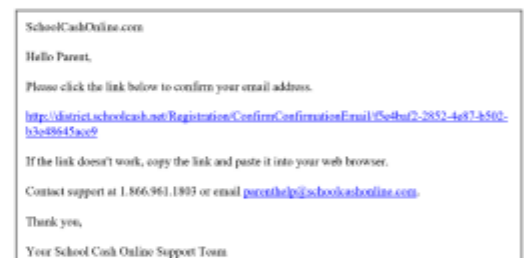 SchoolCashOnline.com
Hello Parent,
Please click the link below to confirm your email address.
http://district.schoolcash.net/Registration/ConfirmConfirmationEmail/f5e4baf2-2852-4e87-b502-
b3e48645ace9
If the link doesn't work, copy the link and paste it into your web browser.
Contact support at 1.866.961.1803 or email parenthelp@schoolcashonline.com.
Thank you,
Your School Cash Online Support Team